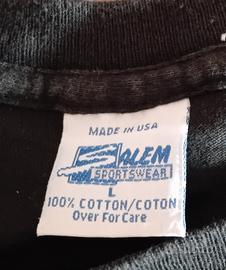 MADE IN USA
SALEM
SPORTSWEAR
L
100% COTTON/COTON
Over For Care